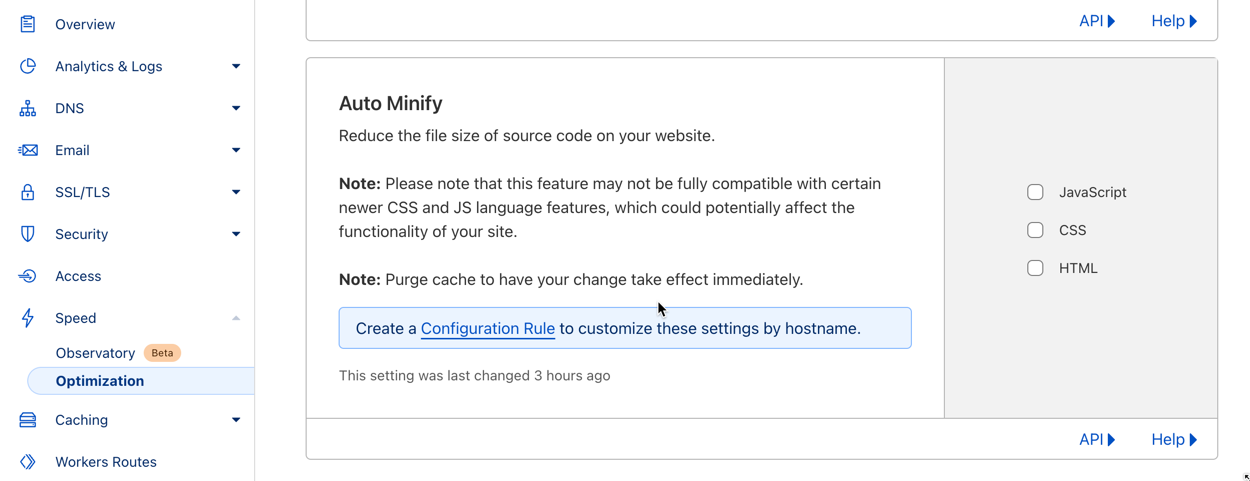 Overview
Analytics & Logs
DNS
Email
SSL/TLS
Security
Access
Speed
Observatory Beta
Optimization
Caching
Workers Routes
API Help
Auto Minify
Reduce the file size of source code on your website.
Note: Please note that this feature may not be fully compatible with certain
newer CSS and JS language features, which could potentially affect the
functionality of your site.
Note: Purge cache to have your change take effect immediately.
Create a Configuration Rule to customize these settings by hostname.
This setting was last changed 3 hours ago
JavaScript
CSS
HTML
API Help